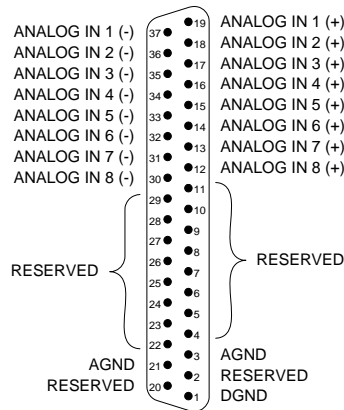 19 ANALOG IN 1 (+)
ANALOG IN 1 (-) 37
18 ANALOG IN 2 (+)
ANALOG IN 2 (-) 36
17 ANALOG IN 3 (+)
ANALOG IN 3 (-) 35
16 ANALOG IN 4 (+)
ANALOG IN 4 (-) 34
15 ANALOG IN 5 (+)
ANALOG IN 5 (-) 33
14 ANALOG IN 6 (+)
ANALOG IN 6 (-) 32
13 ANALOG IN 7 (+)
ANALOG IN 7 (-) 31
12 ANALOG IN 8 (+)
ANALOG IN 8 (-) 30
11
29
10
28
9
27
8
RESERVED
RESERVED
26
7
25
6
24
5
23
4
22
3 AGND
AGND 21
2 RESERVED
RESERVED 20
1 DGND